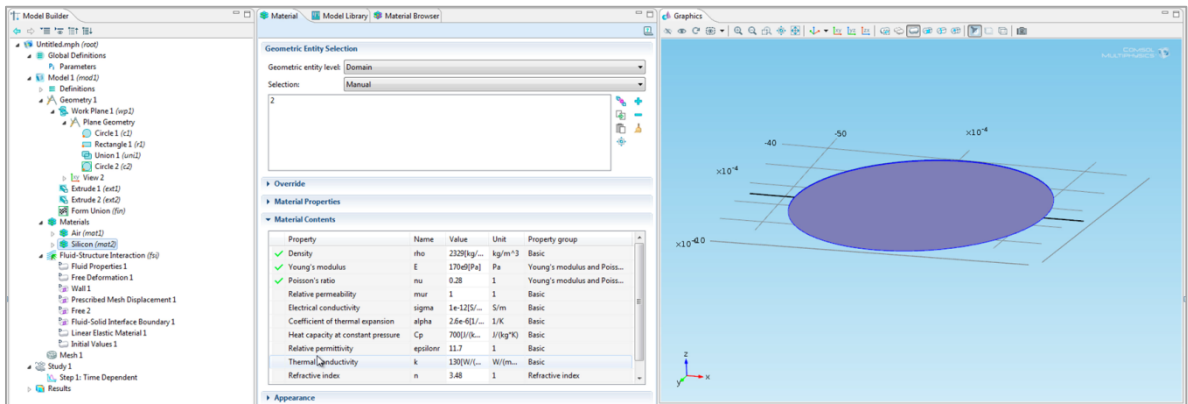 Model Builder
Untitled.mph (root)
Global Definitions
Parameters
Model 1 (mod1)
Definitions
Geometry 1
Work Plane 1 (wp1)
Plane Geometry
Circle 1 (c1)
Rectangle 1 (r1)
Union 1 (uni1)
Circle 2 (c2)
View 2
Extrude 1 (ext1)
Extrude 2 (ext2)
Form Union (fin)
Materials
Air (mat1)
Silicon (mat2)
Fluid-Structure Interaction (fsi)
Fluid Properties 1
Free Deformation 1
Wall 1
Prescribed Mesh Displacement 1
Free 2
Fluid-Solid Interface Boundary 1
Linear Elastic Material 1
Initial Values 1
Mesh 1
Study 1
Step 1: Time Dependent
Results
Material Model Library Material Browser
Geometric Entity Selection
Geometric entity level: Domain
Selection: Manual
2
Override
Material Properties
Material Contents
Property Name Value Unit Property group
Density rho 2329[kg/... kg/m^3 Basic
Young's modulus E 170e9[Pa] Pa Young's modulus and Poiss...
Poisson's ratio nu 0.28 1 Young's modulus and Poiss...
Relative permeability mur 1 1 Basic
Electrical conductivity sigma 1e-12[S/... S/m Basic
Coefficient of thermal expansion alpha 2.6e-6[1/... 1/K Basic
Heat capacity at constant pressure Cp 700[J/(k... J/(kg*K) Basic
Relative permittivity epsilonr 11.7 1 Basic
Thermal conductivity k 130[W/(... W/(m... Basic
Refractive index n 3.48 1 Refractive index
Appearance
Graphics
COMSOL
MULTIPHYSICS
-50
×10⁻⁴
-40
×10⁻⁴
z
y x